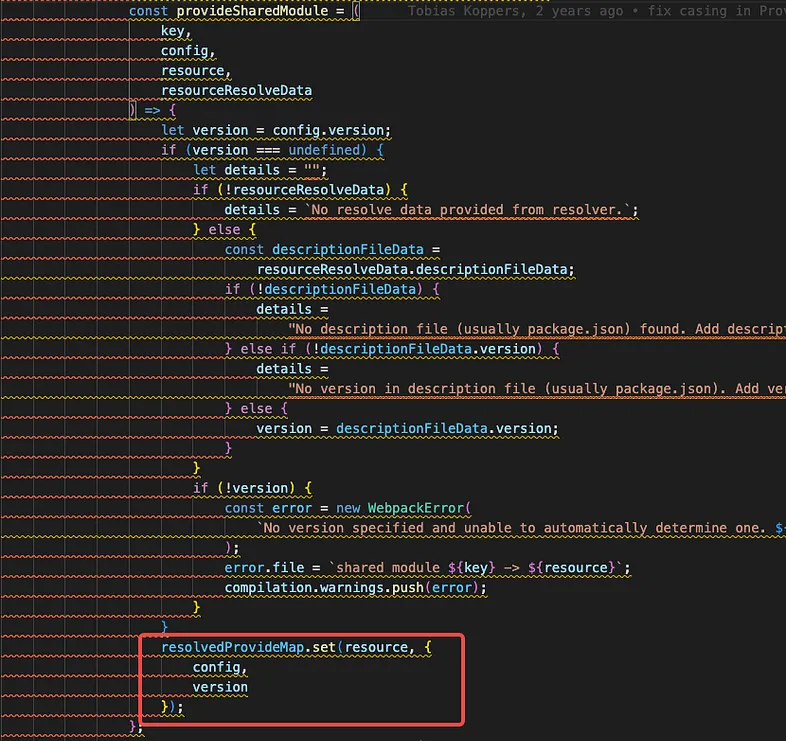 const provideSharedModule = (        Tobias Koppers, 2 years ago • fix casing in Prov
    key,
    config,
    resource,
    resourceResolveData
) => {
    let version = config.version;
    if (version === undefined) {
        let details = "";
        if (!resourceResolveData) {
            details = `No resolve data provided from resolver.`;
        } else {
            const descriptionFileData =
                resourceResolveData.descriptionFileData;
            if (!descriptionFileData) {
                details =
                    "No description file (usually package.json) found. Add descript
            } else if (!descriptionFileData.version) {
                details =
                    "No version in description file (usually package.json). Add ver
            } else {
                version = descriptionFileData.version;
            }
        }
        if (!version) {
            const error = new WebpackError(
                `No version specified and unable to automatically determine one. $
            );
            error.file = `shared module ${key} -> ${resource}`;
            compilation.warnings.push(error);
        }
    }
    resolvedProvideMap.set(resource, {
        config,
        version
    });
};